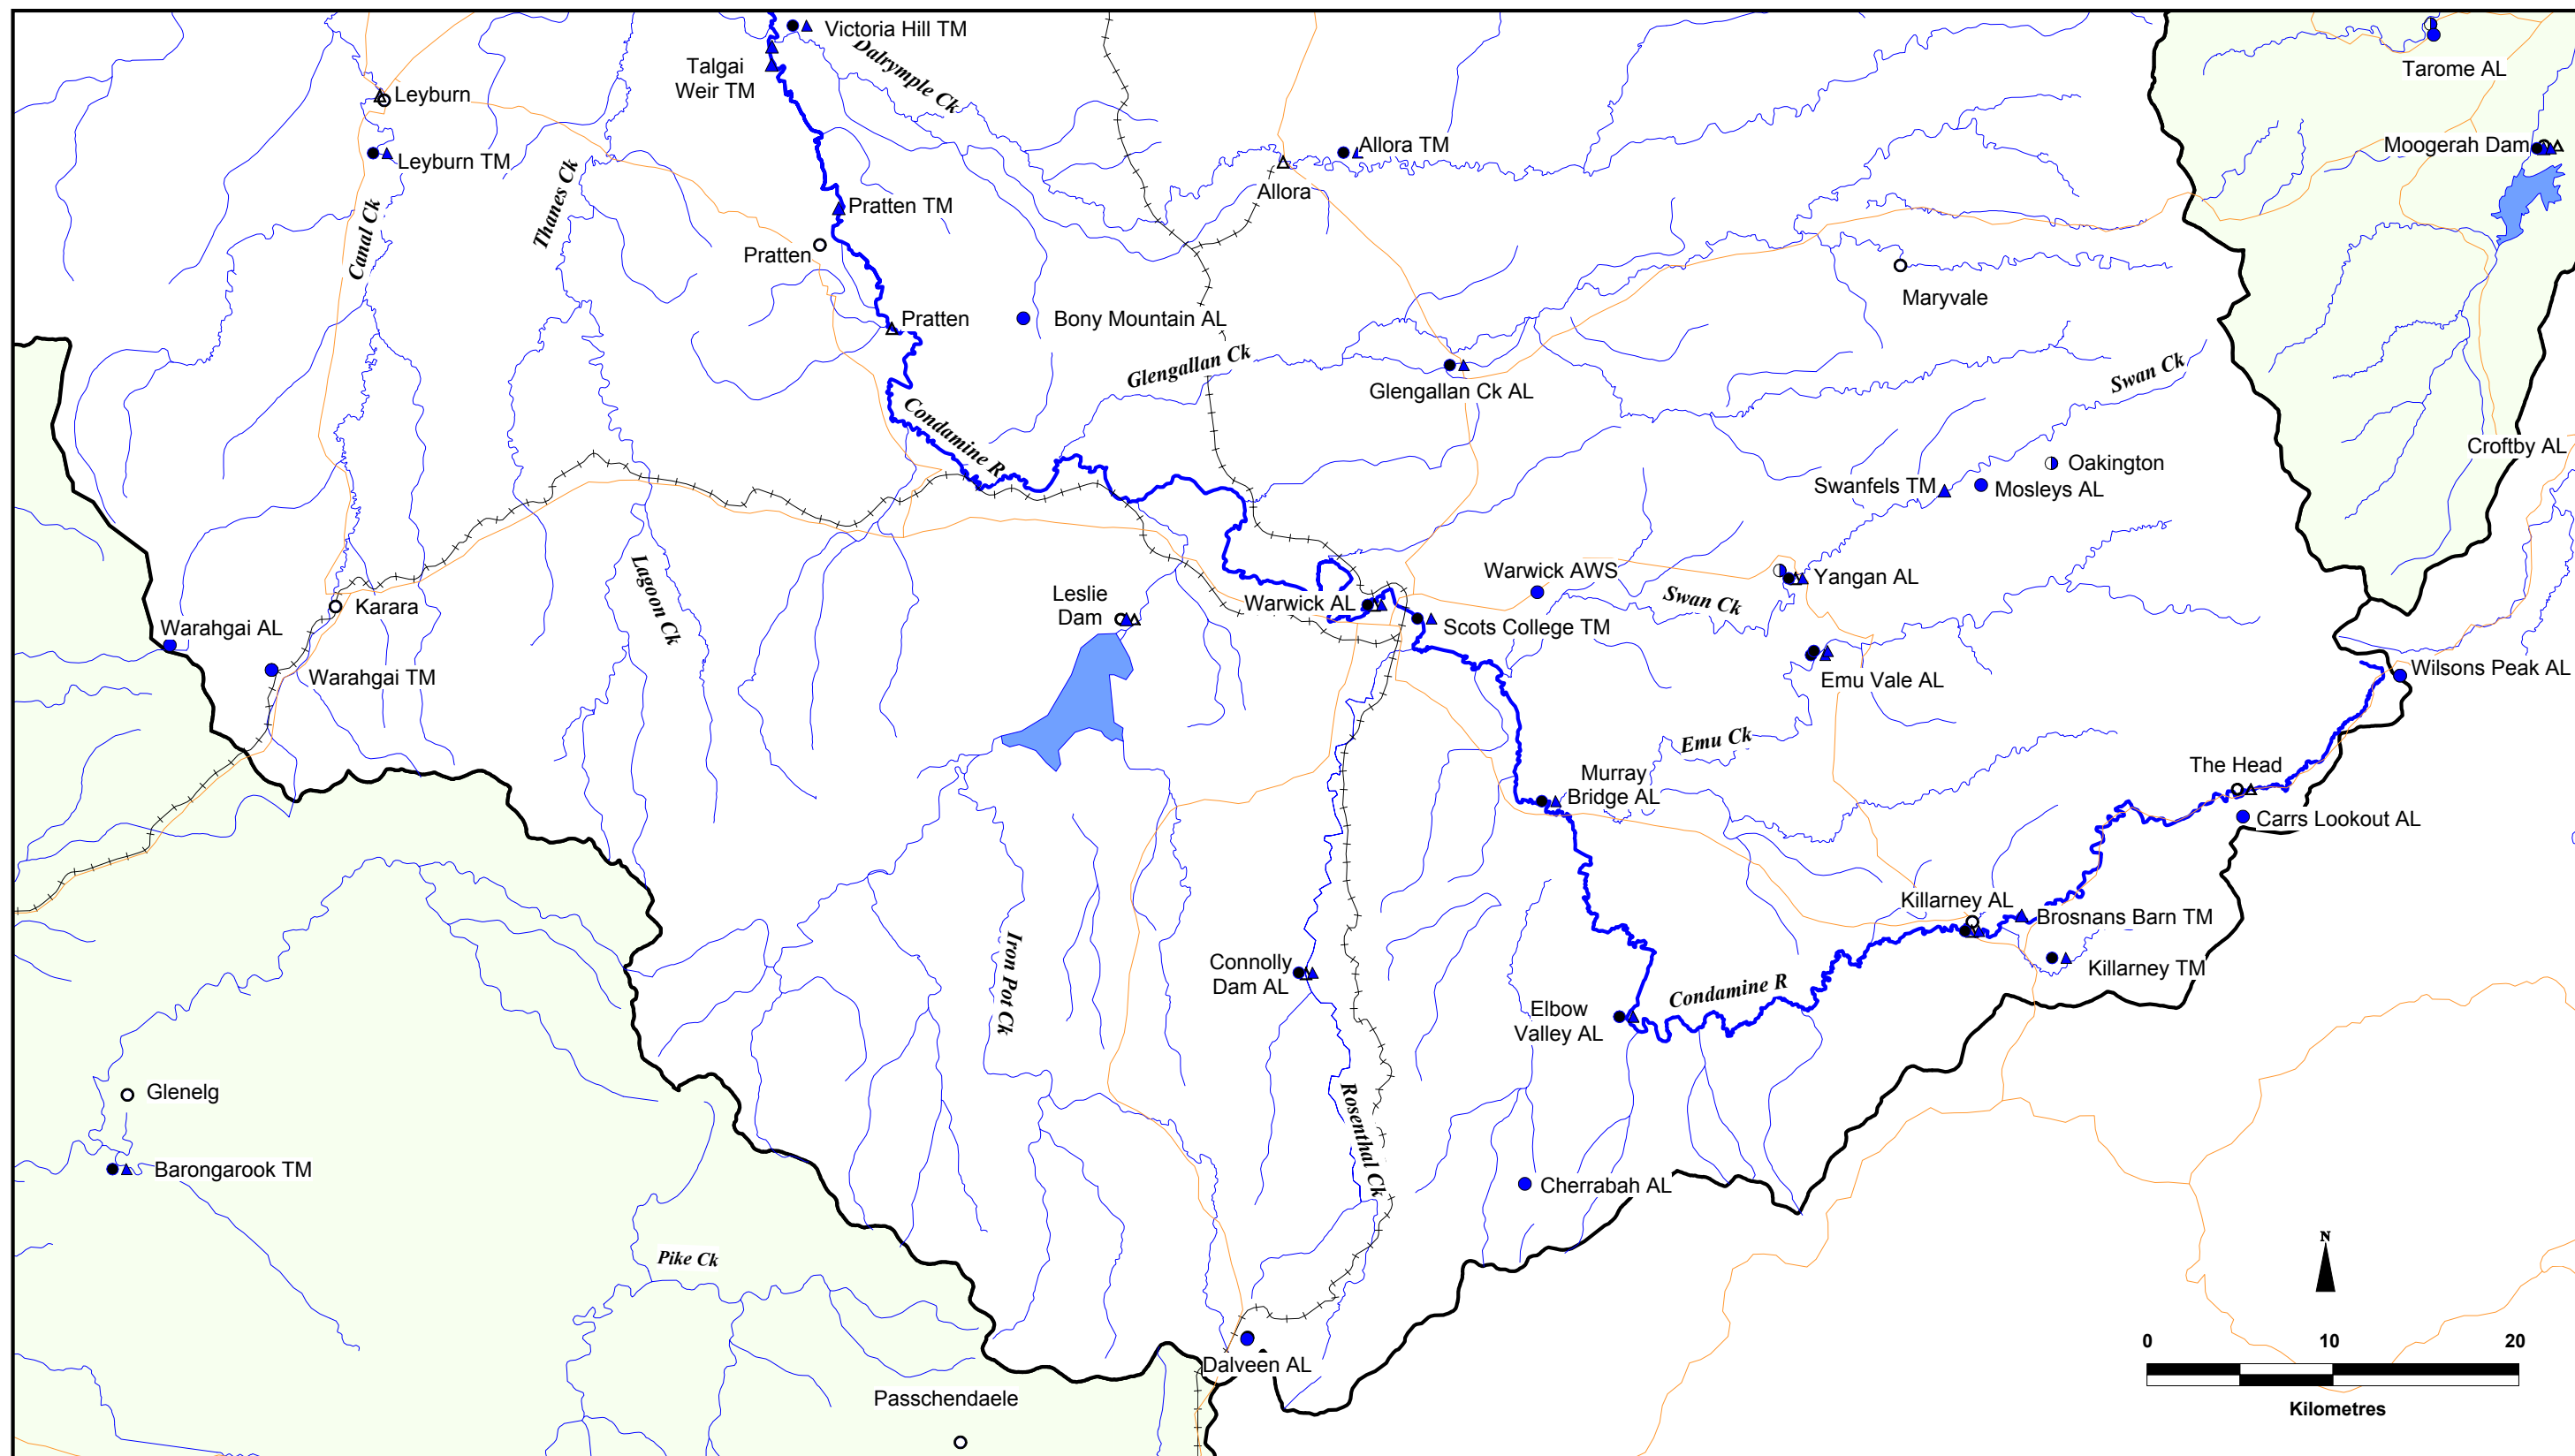 Victoria Hill TM
Dalrymple Ck
Talgai
Weir TM
Tarome AL
Leyburn
Leyburn TM
Allora TM
Allora
Moogerah Dam
Thanes Ck
Canal Ck
Pratten TM
Pratten
Maryvale
Pratten
Bony Mountain AL
Glengallan Ck
Glengallan Ck AL
Swan Ck
Condamine R
Croftby AL
Oakington
Swanfels TM
Mosleys AL
Lagoon Ck
Warwick AWS
Yangan AL
Swan Ck
Leslie
Dam
Warwick AL
Scots College TM
Karara
Warahgai AL
Warahgai TM
Emu Vale AL
Wilsons Peak AL
Emu Ck
Murray
Bridge AL
The Head
Carrs Lookout AL
Killarney AL
Brosnans Barn TM
Killarney TM
Iron Pot Ck
Connolly
Dam AL
Condamine R
Elbow
Valley AL
Glenelg
Barongarook TM
Rosenthal Ck
Cherrabah AL
Pike Ck
N
Dalveen AL
Passchendaele
0 10 20
Kilometres